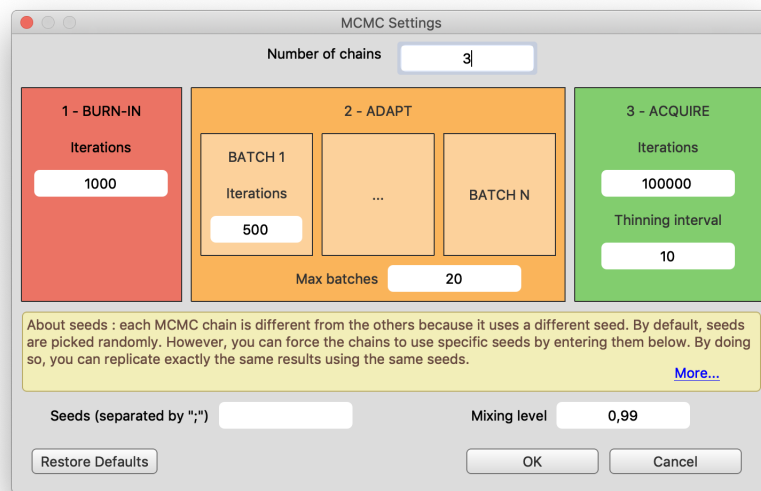 MCMC Settings
Number of chains 3
1 - BURN-IN
Iterations
1000
2 - ADAPT
BATCH 1
Iterations
500
...
BATCH N
Max batches 20
3 - ACQUIRE
Iterations
100000
Thinning interval
10
About seeds : each MCMC chain is different from the others because it uses a different seed. By default, seeds
are picked randomly. However, you can force the chains to use specific seeds by entering them below. By doing
so, you can replicate exactly the same results using the same seeds.
More...
Seeds (separated by ";") Mixing level 0,99
Restore Defaults OK Cancel